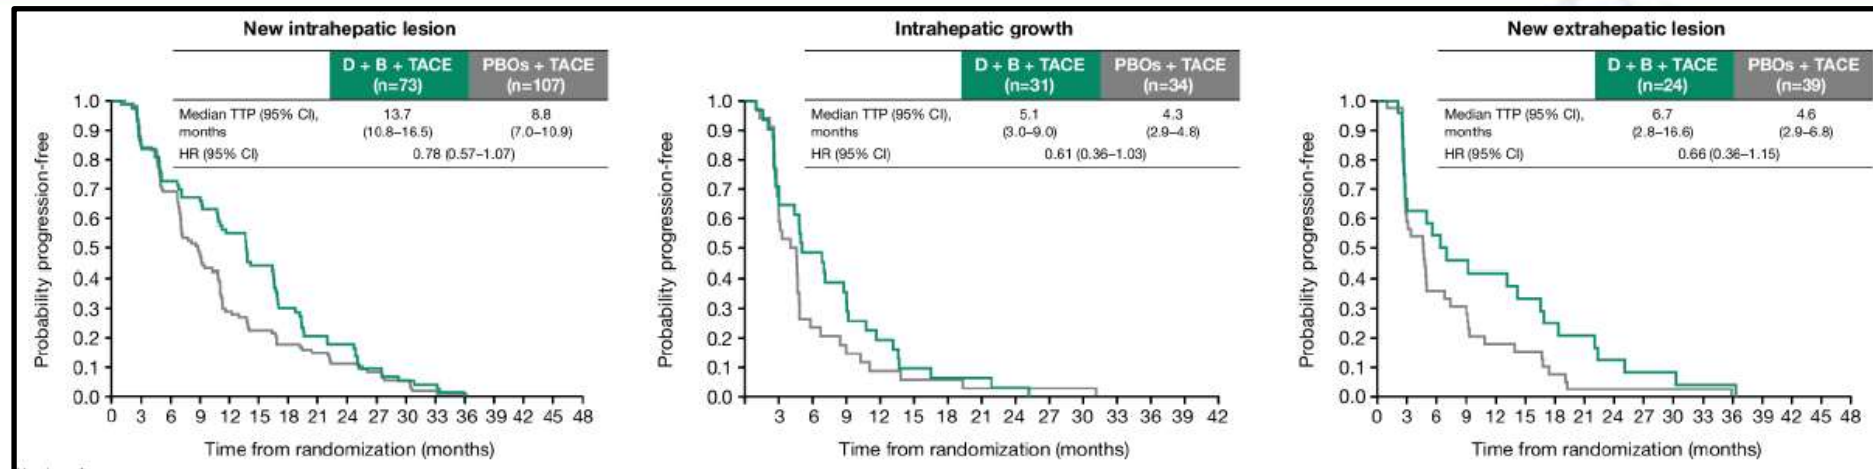 New intrahepatic lesion
D + B + TACE PBOs + TACE
(n=73) (n=107)
Median TTP (95% CI), 13.7 8.8
months (10.8–16.5) (7.0–10.9)
HR (95% CI) 0.78 (0.57–1.07)
Probability progression-free
1.0
0.9
0.8
0.7
0.6
0.5
0.4
0.3
0.2
0.1
0.0
0 3 6 9 12 15 18 21 24 27 30 33 36 39 42 45 48
Time from randomization (months)
Intrahepatic growth
D + B + TACE PBOs + TACE
(n=31) (n=34)
Median TTP (95% CI), 5.1 4.3
months (3.0–9.0) (2.9–4.8)
HR (95% CI) 0.61 (0.36–1.03)
Probability progression-free
1.0
0.9
0.8
0.7
0.6
0.5
0.4
0.3
0.2
0.1
0.0
3 6 9 12 15 18 21 24 27 30 33 36 39 42
Time from randomization (months)
New extrahepatic lesion
D + B + TACE PBOs + TACE
(n=24) (n=39)
Median TTP (95% CI), 6.7 4.6
months (2.8–16.6) (2.9–6.8)
HR (95% CI) 0.66 (0.36–1.15)
Probability progression-free
1.0
0.9
0.8
0.7
0.6
0.5
0.4
0.3
0.2
0.1
0.0
0 3 6 9 12 15 18 21 24 27 30 33 36 39 42 45 48
Time from randomization (months)